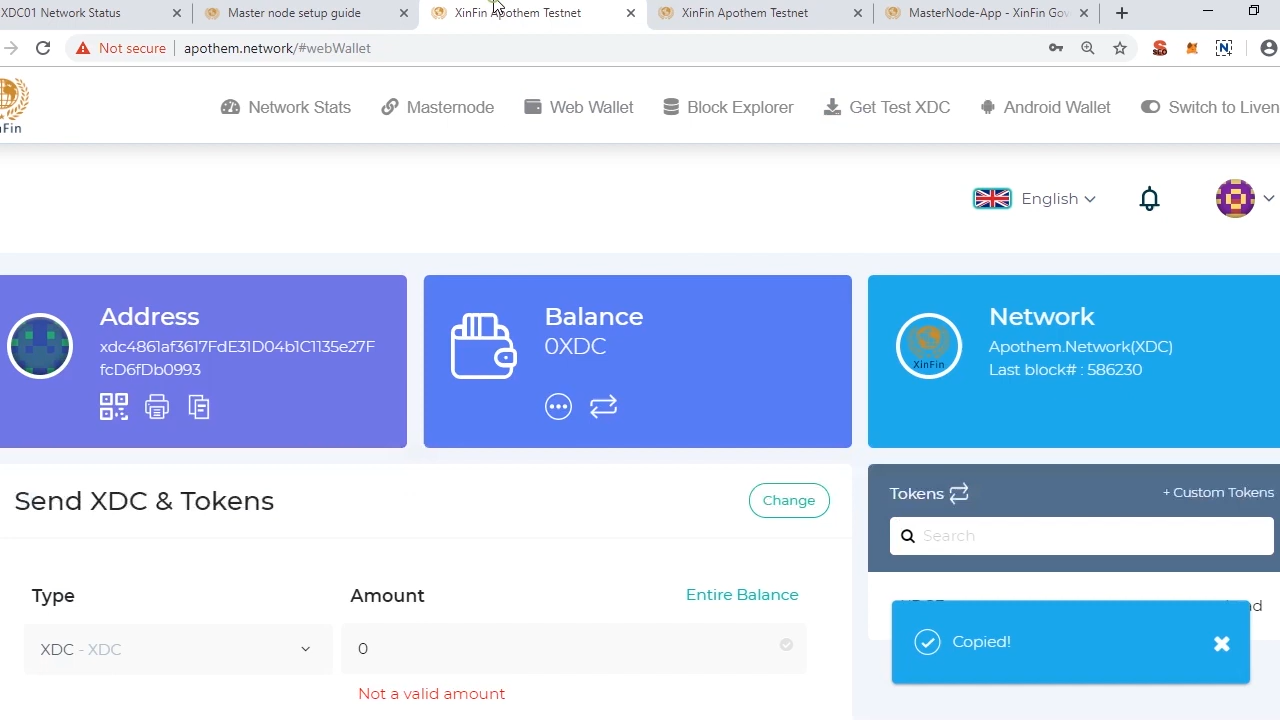 XDC01 Network Status
Master node setup guide
XinFin Apothem Testnet
XinFin Apothem Testnet
MasterNode-App - XinFin Gov
Not secure
apothem.network/#webWallet
Network Stats
Masternode
Web Wallet
Block Explorer
Get Test XDC
Android Wallet
Switch to Liven
English
Address
xdc4861af3617FdE31D04b1C1135e27F
fcD6fDb0993
Balance
0XDC
Network
Apothem.Network(XDC)
Last block# : 586230
XinFin
Send XDC & Tokens
Change
Tokens
+ Custom Tokens
Search
Type
Amount
Entire Balance
XDC - XDC
0
Not a valid amount
Copied!